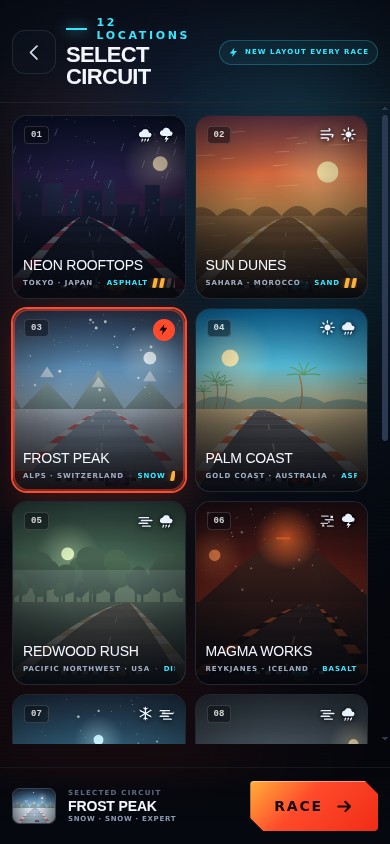 12
LOCATIONS
SELECT
CIRCUIT
NEW LAYOUT EVERY RACE
01
NEON ROOFTOPS
TOKYO · JAPAN · ASPHALT
02
SUN DUNES
SAHARA · MOROCCO · SAND
03
FROST PEAK
ALPS · SWITZERLAND · SNOW
04
PALM COAST
GOLD COAST · AUSTRALIA · ASP
05
REDWOOD RUSH
PACIFIC NORTHWEST · USA · DI
06
MAGMA WORKS
REYKJANES · ICELAND · BASALT
07
08
SELECTED CIRCUIT
FROST PEAK
SNOW · SNOW · EXPERT
RACE